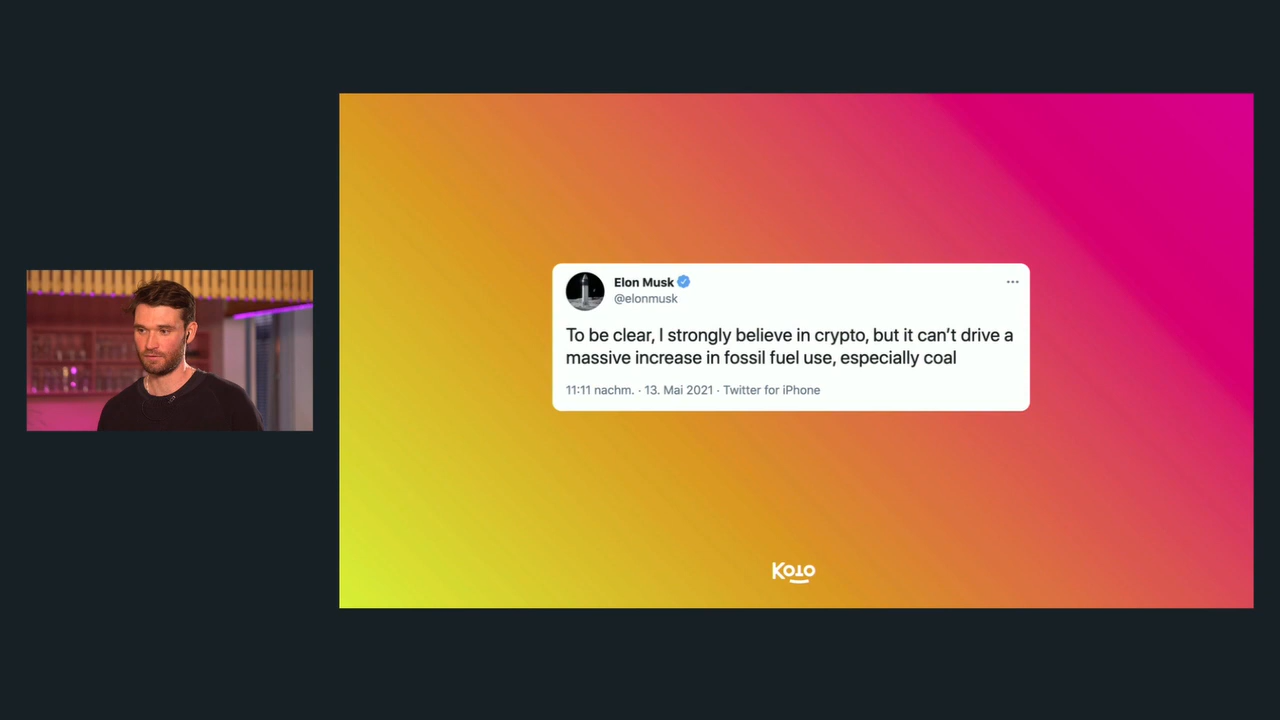 Elon Musk
@elonmusk
To be clear, I strongly believe in crypto, but it can’t drive a
massive increase in fossil fuel use, especially coal
11:11 nachm. · 13. Mai 2021 · Twitter for iPhone
Koto